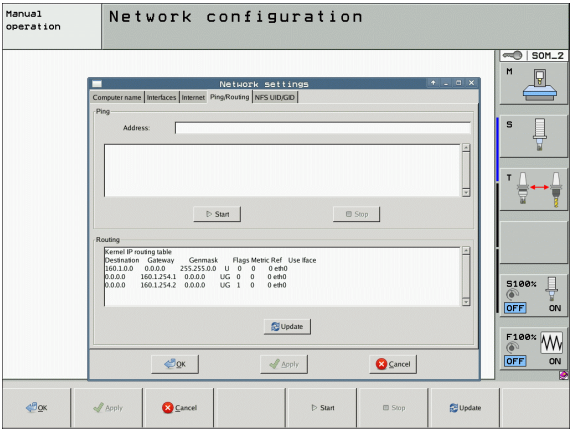 Manual
operation
Network configuration
SOM_2
M
Network settings
Computer name Interfaces Internet Ping/Routing NFS UID/GID
Ping
Address:
S
Start Stop
T
Routing
Kernel IP routing table
Destination Gateway Genmask Flags Metric Ref Use Iface
160.1.0.0 0.0.0.0 255.255.0.0 U 0 0 0 eth0
0.0.0.0 160.1.254.1 0.0.0.0 UG 0 0 0 eth0
0.0.0.0 160.1.254.2 0.0.0.0 UG 1 0 0 eth0
Update
S100%
OFF ON
OK Apply Cancel
F100%
OFF ON
OK Apply Cancel Start Stop Update